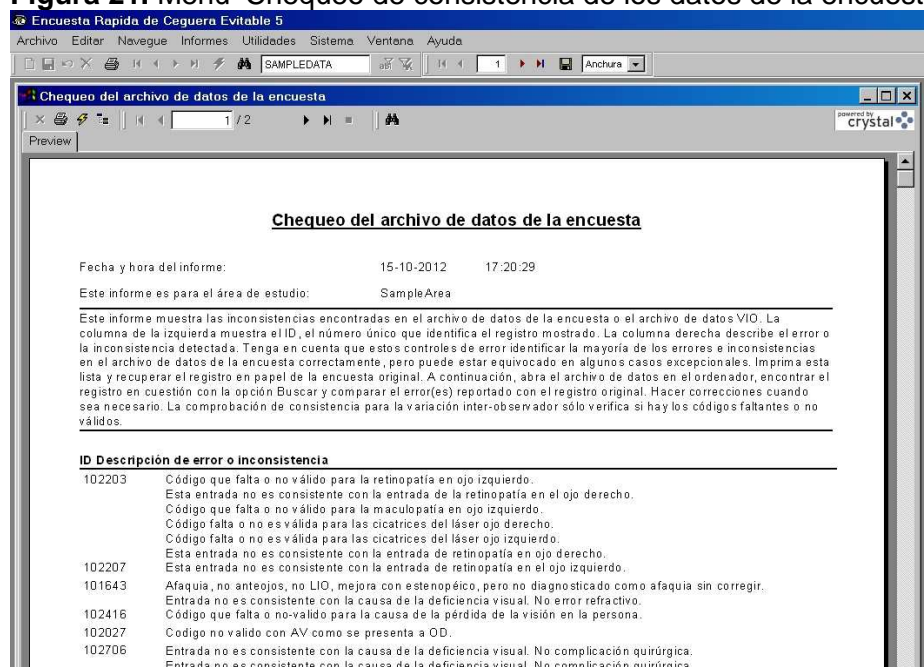 Figura 21. Menú 'Chequeo de consistencia de los datos de la encuest
Encuesta Rapida de Ceguera Evitable 5
Archivo Editar Navegue Informes Utilidades Sistema Ventana Ayuda
SAMPLEDATA 1 Anchura
Chequeo del archivo de datos de la encuesta
1 / 2 powered by crystal
Preview
Chequeo del archivo de datos de la encuesta
Fecha y hora del informe: 15-10-2012 17:20:29
Este informe es para el área de estudio: SampleArea
Este informe muestra las inconsistencias encontradas en el archivo de datos de la encuesta o el archivo de datos VIO. La
columna de la izquierda muestra el ID, el número único que identifica el registro mostrado. La columna derecha describe el error o
la inconsistencia detectada. Tenga en cuenta que estos controles de error identificar la mayoría de los errores e inconsistencias
en el archivo de datos de la encuesta correctamente, pero puede estar equivocado en algunos casos excepcionales. Imprima esta
lista y recuperar el registro en papel de la encuesta original. A continuación, abra el archivo de datos en el ordenador, encontrar el
registro en cuestión con la opción Buscar y comparar el error(es) reportado con el registro original. Hacer correcciones cuando
sea necesario. La comprobación de consistencia para la variación inter-observador sólo verifica si hay los códigos faltantes o no
válidos.
ID Descripción de error o inconsistencia
102203 Código que falta o no válido para la retinopatía en ojo izquierdo.
Esta entrada no es consistente con la entrada de la retinopatía en el ojo derecho.
Código que falta o no válido para la maculopatía en ojo izquierdo.
Código falta o no es válida para las cicatrices del láser ojo derecho.
Código falta o no es válida para las cicatrices del láser ojo izquierdo.
Esta entrada no es consistente con la entrada de retinopatía en ojo derecho.
102207 Esta entrada no es consistente con la entrada de retinopatía en el ojo izquierdo.
101643 Afaquia, no anteojos, no LIO, mejora con estenopéico, pero no diagnosticado como afaquia sin corregir.
Entrada no es consistente con la causa de la deficiencia visual. No error refractivo.
102416 Código que falta o no-valido para la causa de la pérdida de la visión en la persona.
102027 Codigo no valido con AV como se presenta a OD.
102706 Entrada no es consistente con la causa de la deficiencia visual. No complicación quirúrgica.
Entrada no es consistente con la causa de la deficiencia visual. No complicación quirúrgica.